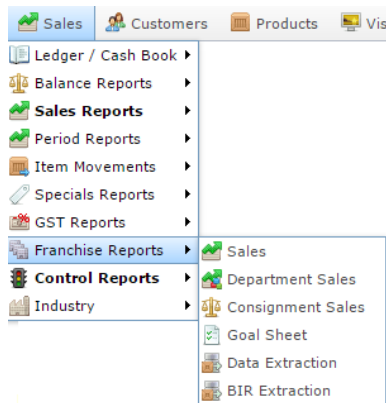 Sales Customers Products Vis
Ledger / Cash Book
Balance Reports
Sales Reports
Period Reports
Item Movements
Specials Reports
GST Reports
Franchise Reports
Control Reports
Industry
Sales
Department Sales
Consignment Sales
Goal Sheet
Data Extraction
BIR Extraction